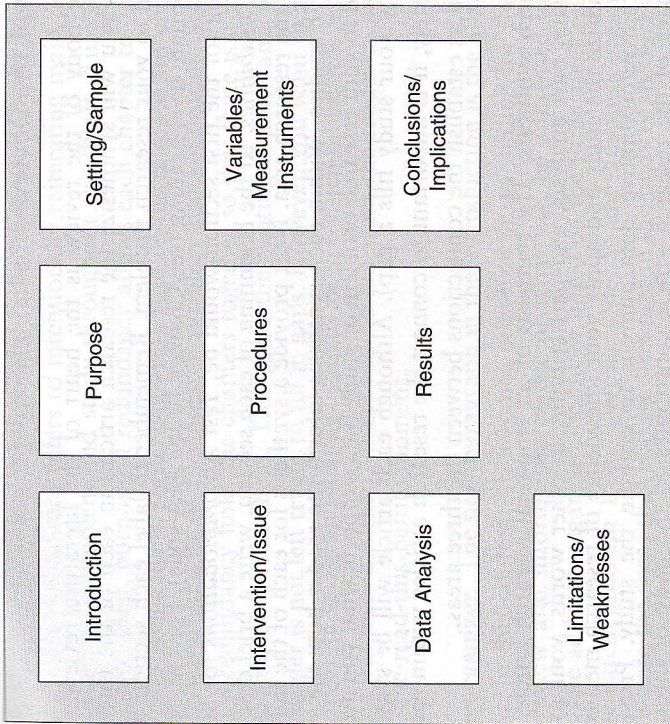 Introduction
Purpose
Setting/Sample
Intervention/Issue
Procedures
Variables/
Measurement
Instruments
Data Analysis
Results
Conclusions/
Implications
Limitations/
Weaknesses